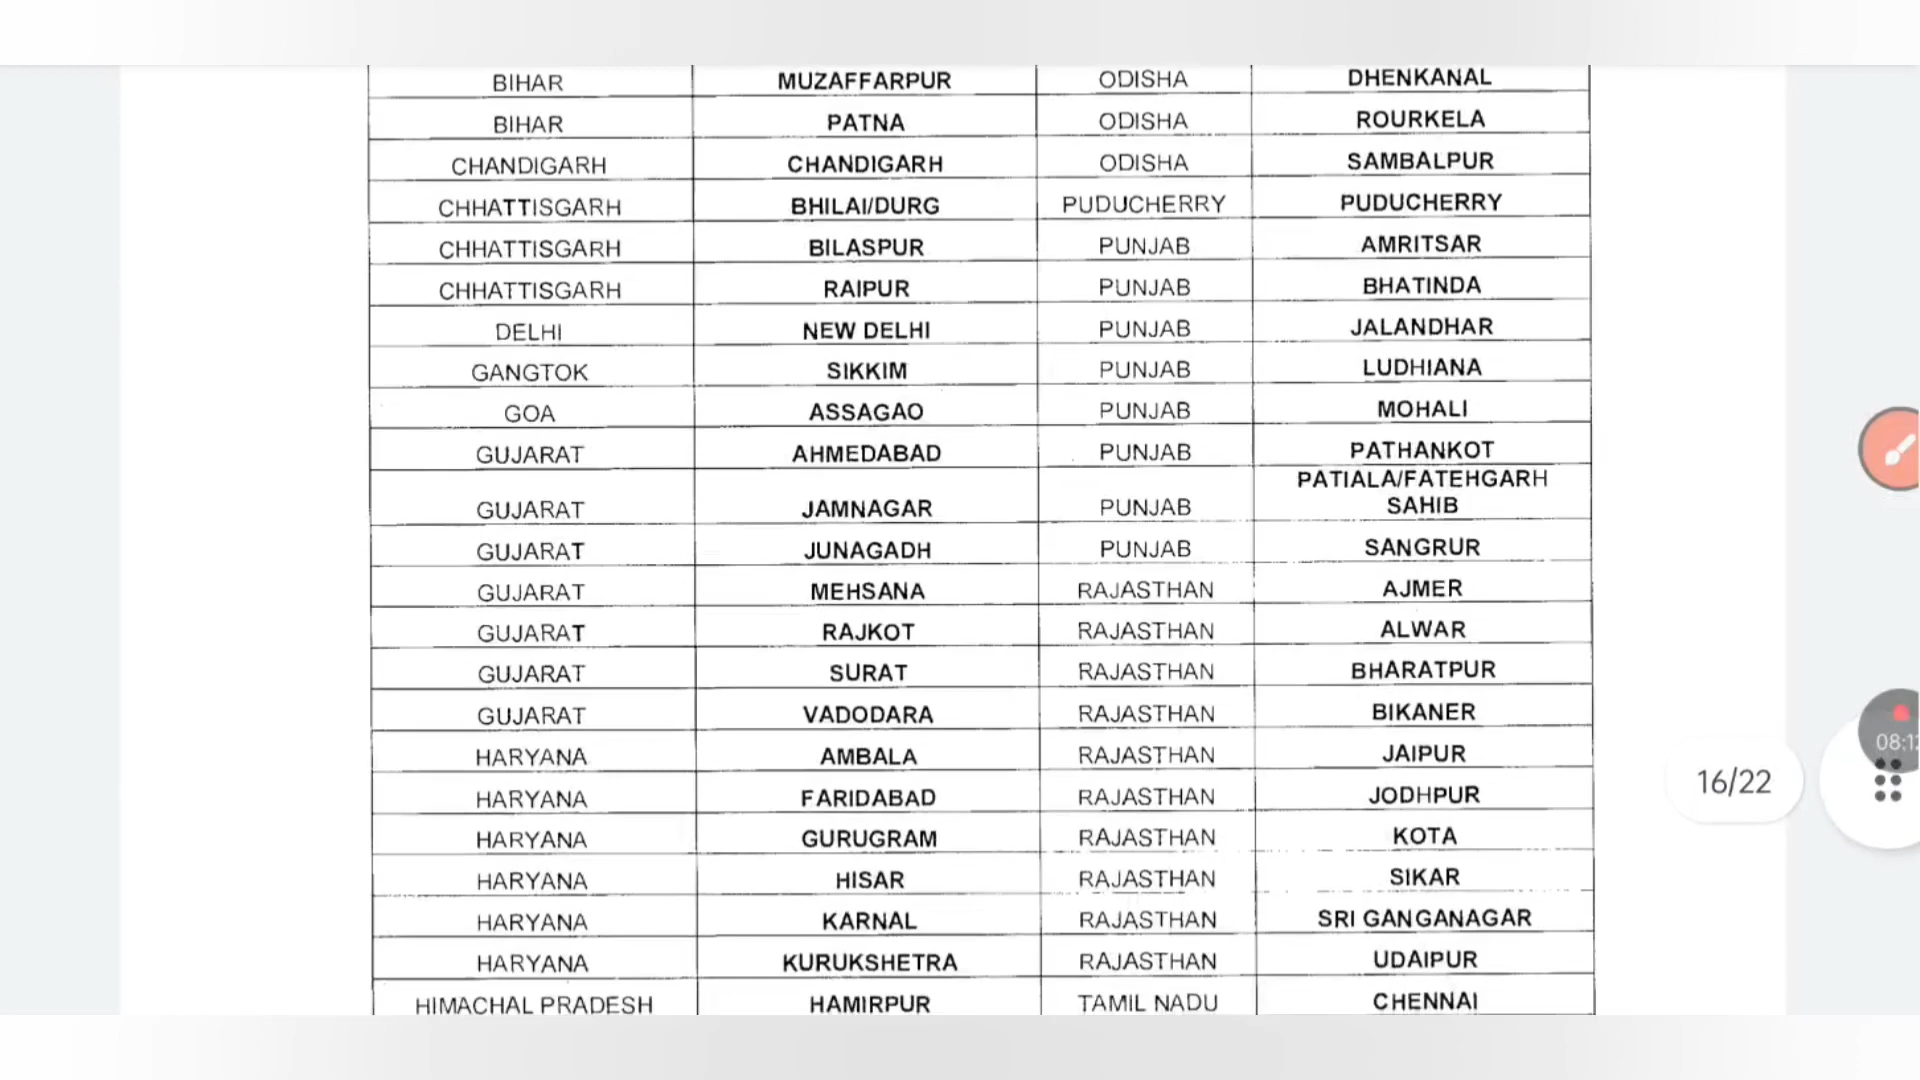 BIHAR MUZAFFARPUR ODISHA DHENKANAL
BIHAR PATNA ODISHA ROURKELA
CHANDIGARH CHANDIGARH ODISHA SAMBALPUR
CHHATTISGARH BHILAI/DURG PUDUCHERRY PUDUCHERRY
CHHATTISGARH BILASPUR PUNJAB AMRITSAR
CHHATTISGARH RAIPUR PUNJAB BHATINDA
DELHI NEW DELHI PUNJAB JALANDHAR
GANGTOK SIKKIM PUNJAB LUDHIANA
GOA ASSAGAO PUNJAB MOHALI
GUJARAT AHMEDABAD PUNJAB PATHANKOT
GUJARAT JAMNAGAR PUNJAB PATIALA/FATEHGARH
SAHIB
GUJARAT JUNAGADH PUNJAB SANGRUR
GUJARAT MEHSANA RAJASTHAN AJMER
GUJARAT RAJKOT RAJASTHAN ALWAR
GUJARAT SURAT RAJASTHAN BHARATPUR
GUJARAT VADODARA RAJASTHAN BIKANER
HARYANA AMBALA RAJASTHAN JAIPUR
HARYANA FARIDABAD RAJASTHAN JODHPUR
HARYANA GURUGRAM RAJASTHAN KOTA
HARYANA HISAR RAJASTHAN SIKAR
HARYANA KARNAL RAJASTHAN SRI GANGANAGAR
HARYANA KURUKSHETRA RAJASTHAN UDAIPUR
HIMACHAL PRADESH HAMIRPUR TAMIL NADU CHENNAI
16/22